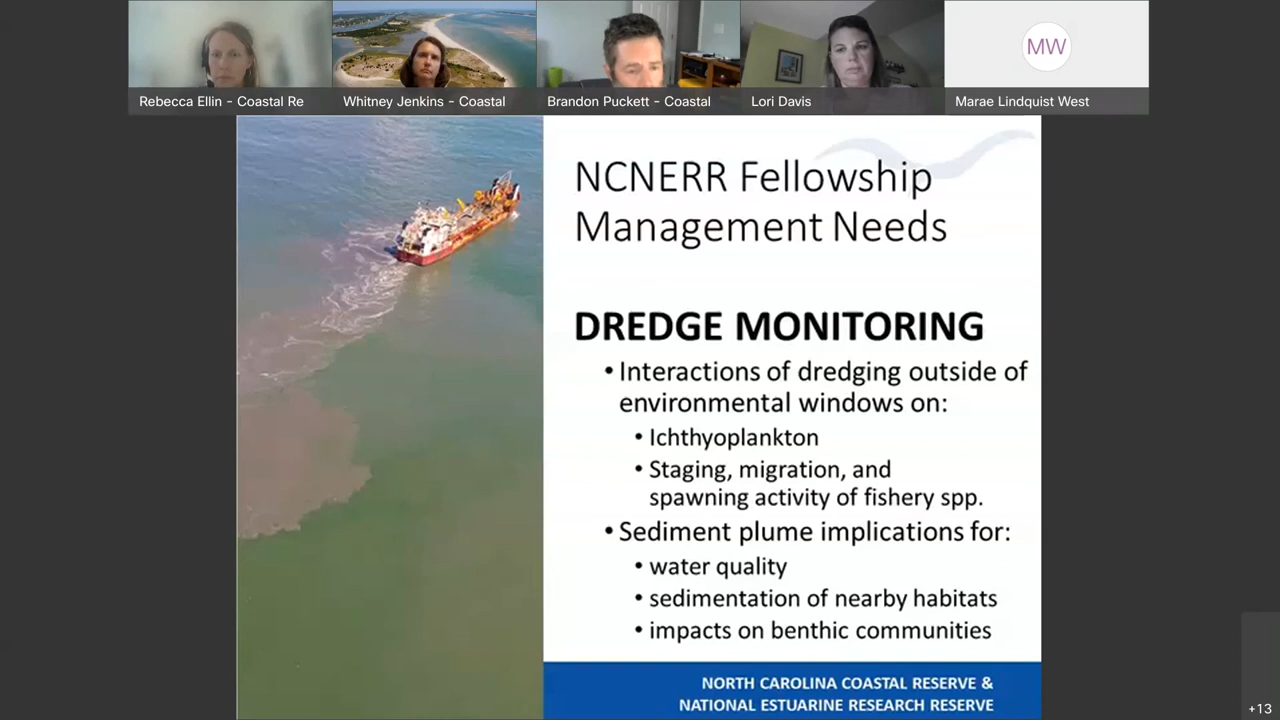 Rebecca Ellin - Coastal Re
Whitney Jenkins - Coastal
Brandon Puckett - Coastal
Lori Davis
MW
Marae Lindquist West
NCNERR Fellowship
Management Needs
DREDGE MONITORING
• Interactions of dredging outside of
environmental windows on:
• Ichthyoplankton
• Staging, migration, and
spawning activity of fishery spp.
• Sediment plume implications for:
• water quality
• sedimentation of nearby habitats
• impacts on benthic communities
NORTH CAROLINA COASTAL RESERVE &
NATIONAL ESTUARINE RESEARCH RESERVE
+13